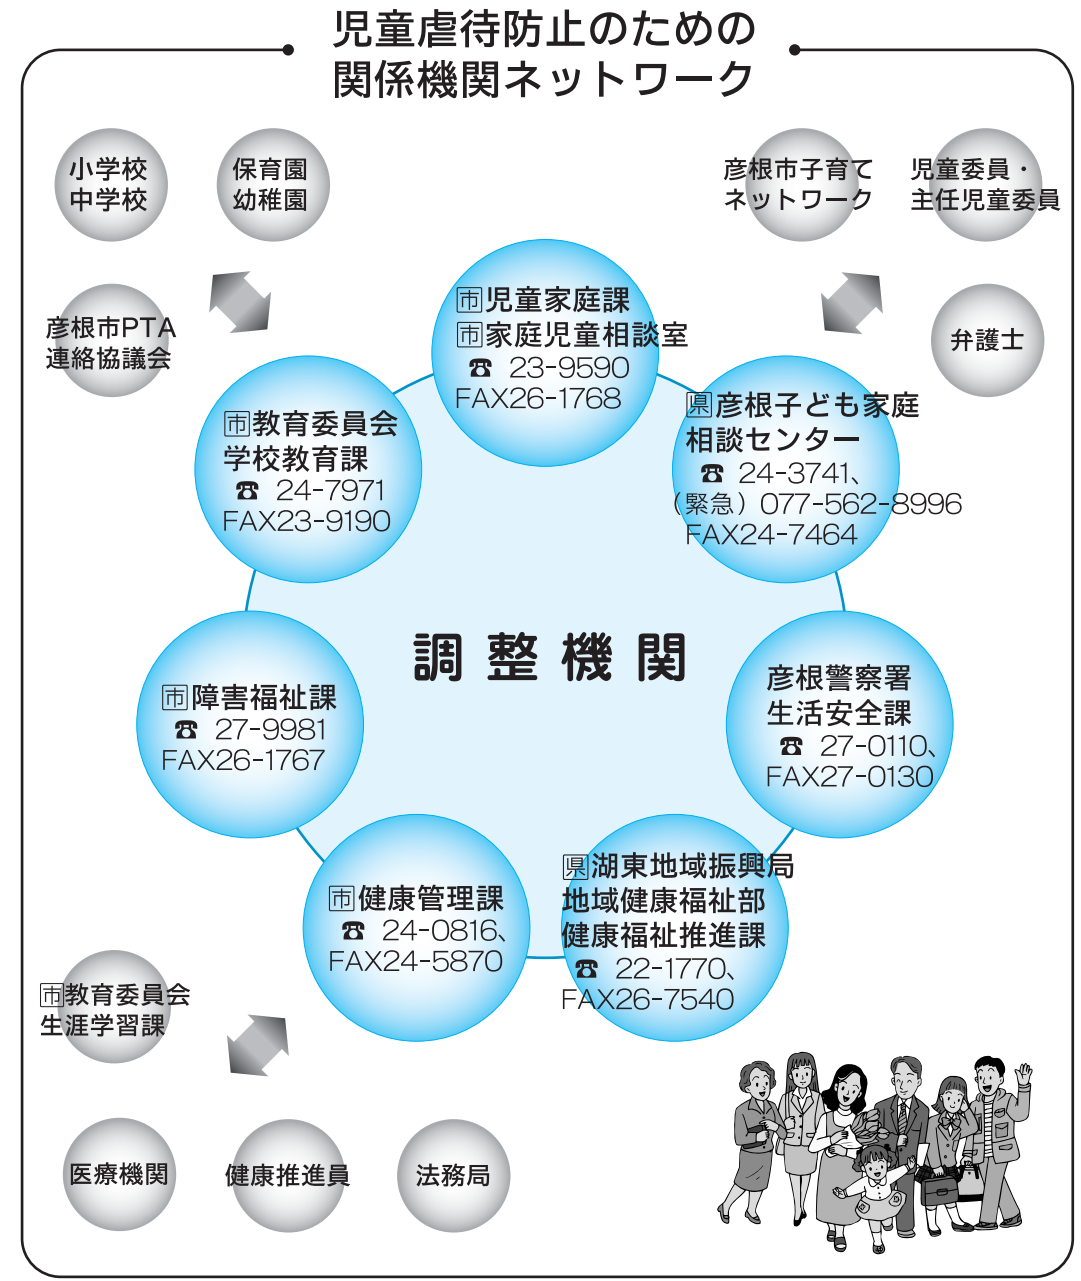 児童虐待防止のための
関係機関ネットワーク
小学校
中学校
保育園
幼稚園
彦根市子育て
ネットワーク
児童委員・
主任児童委員
彦根市PTA
連絡協議会
弁護士
市児童家庭課
市家庭児童相談室
☎ 23-9590
FAX26-1768
市教育委員会
学校教育課
☎ 24-7971
FAX23-9190
県彦根子ども家庭
相談センター
☎ 24-3741、
（緊急）077-562-8996
FAX24-7464
調整機関
市障害福祉課
☎ 27-9981
FAX26-1767
彦根警察署
生活安全課
☎ 27-0110、
FAX27-0130
市健康管理課
☎ 24-0816、
FAX24-5870
県湖東地域振興局
地域健康福祉部
健康福祉推進課
☎ 22-1770、
FAX26-7540
市教育委員会
生涯学習課
医療機関
健康推進員
法務局